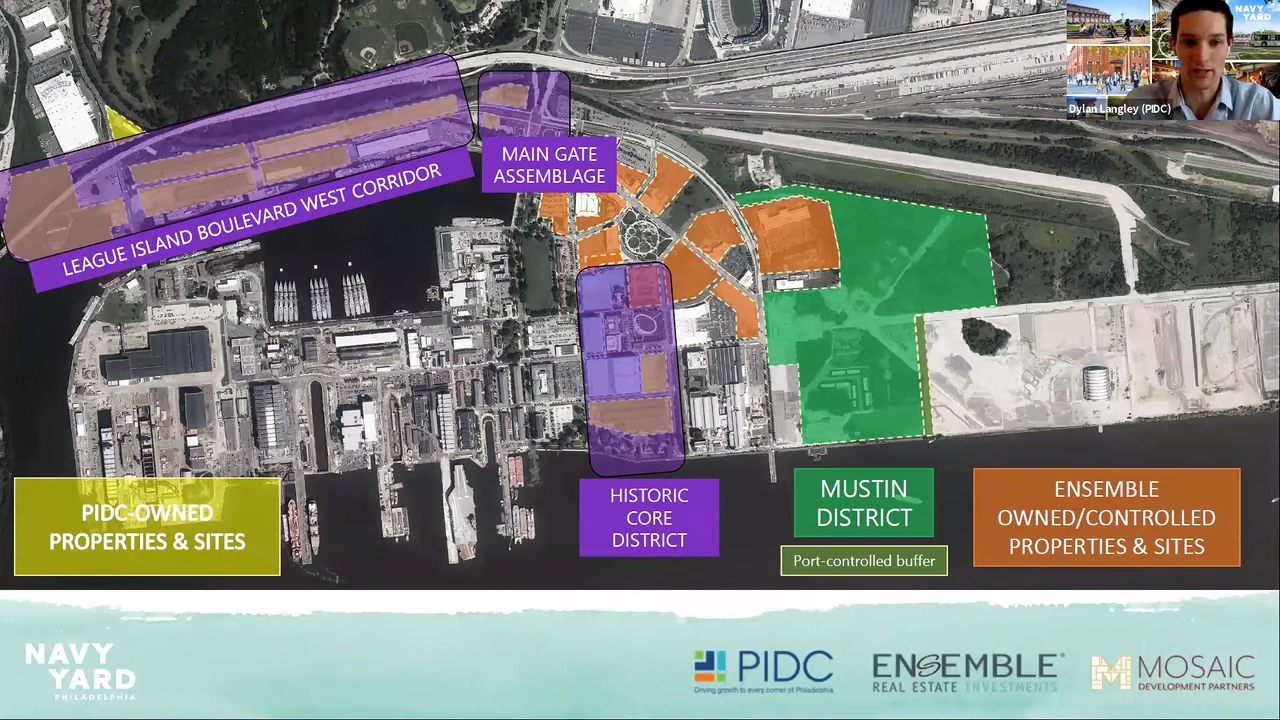 NAVY
YARD
Dylan Langley (PIDC)
MAIN GATE
ASSEMBLAGE
LEAGUE ISLAND BOULEVARD WEST CORRIDOR
PIDC-OWNED
PROPERTIES & SITES
HISTORIC
CORE
DISTRICT
MUSTIN
DISTRICT
Port-controlled buffer
ENSEMBLE
OWNED/CONTROLLED
PROPERTIES & SITES
NAVY
YARD
PHILADELPHIA
PIDC
Driving growth to every corner of Philadelphia
ENSEMBLE®
REAL ESTATE INVESTMENTS
MOSAIC
DEVELOPMENT PARTNERS